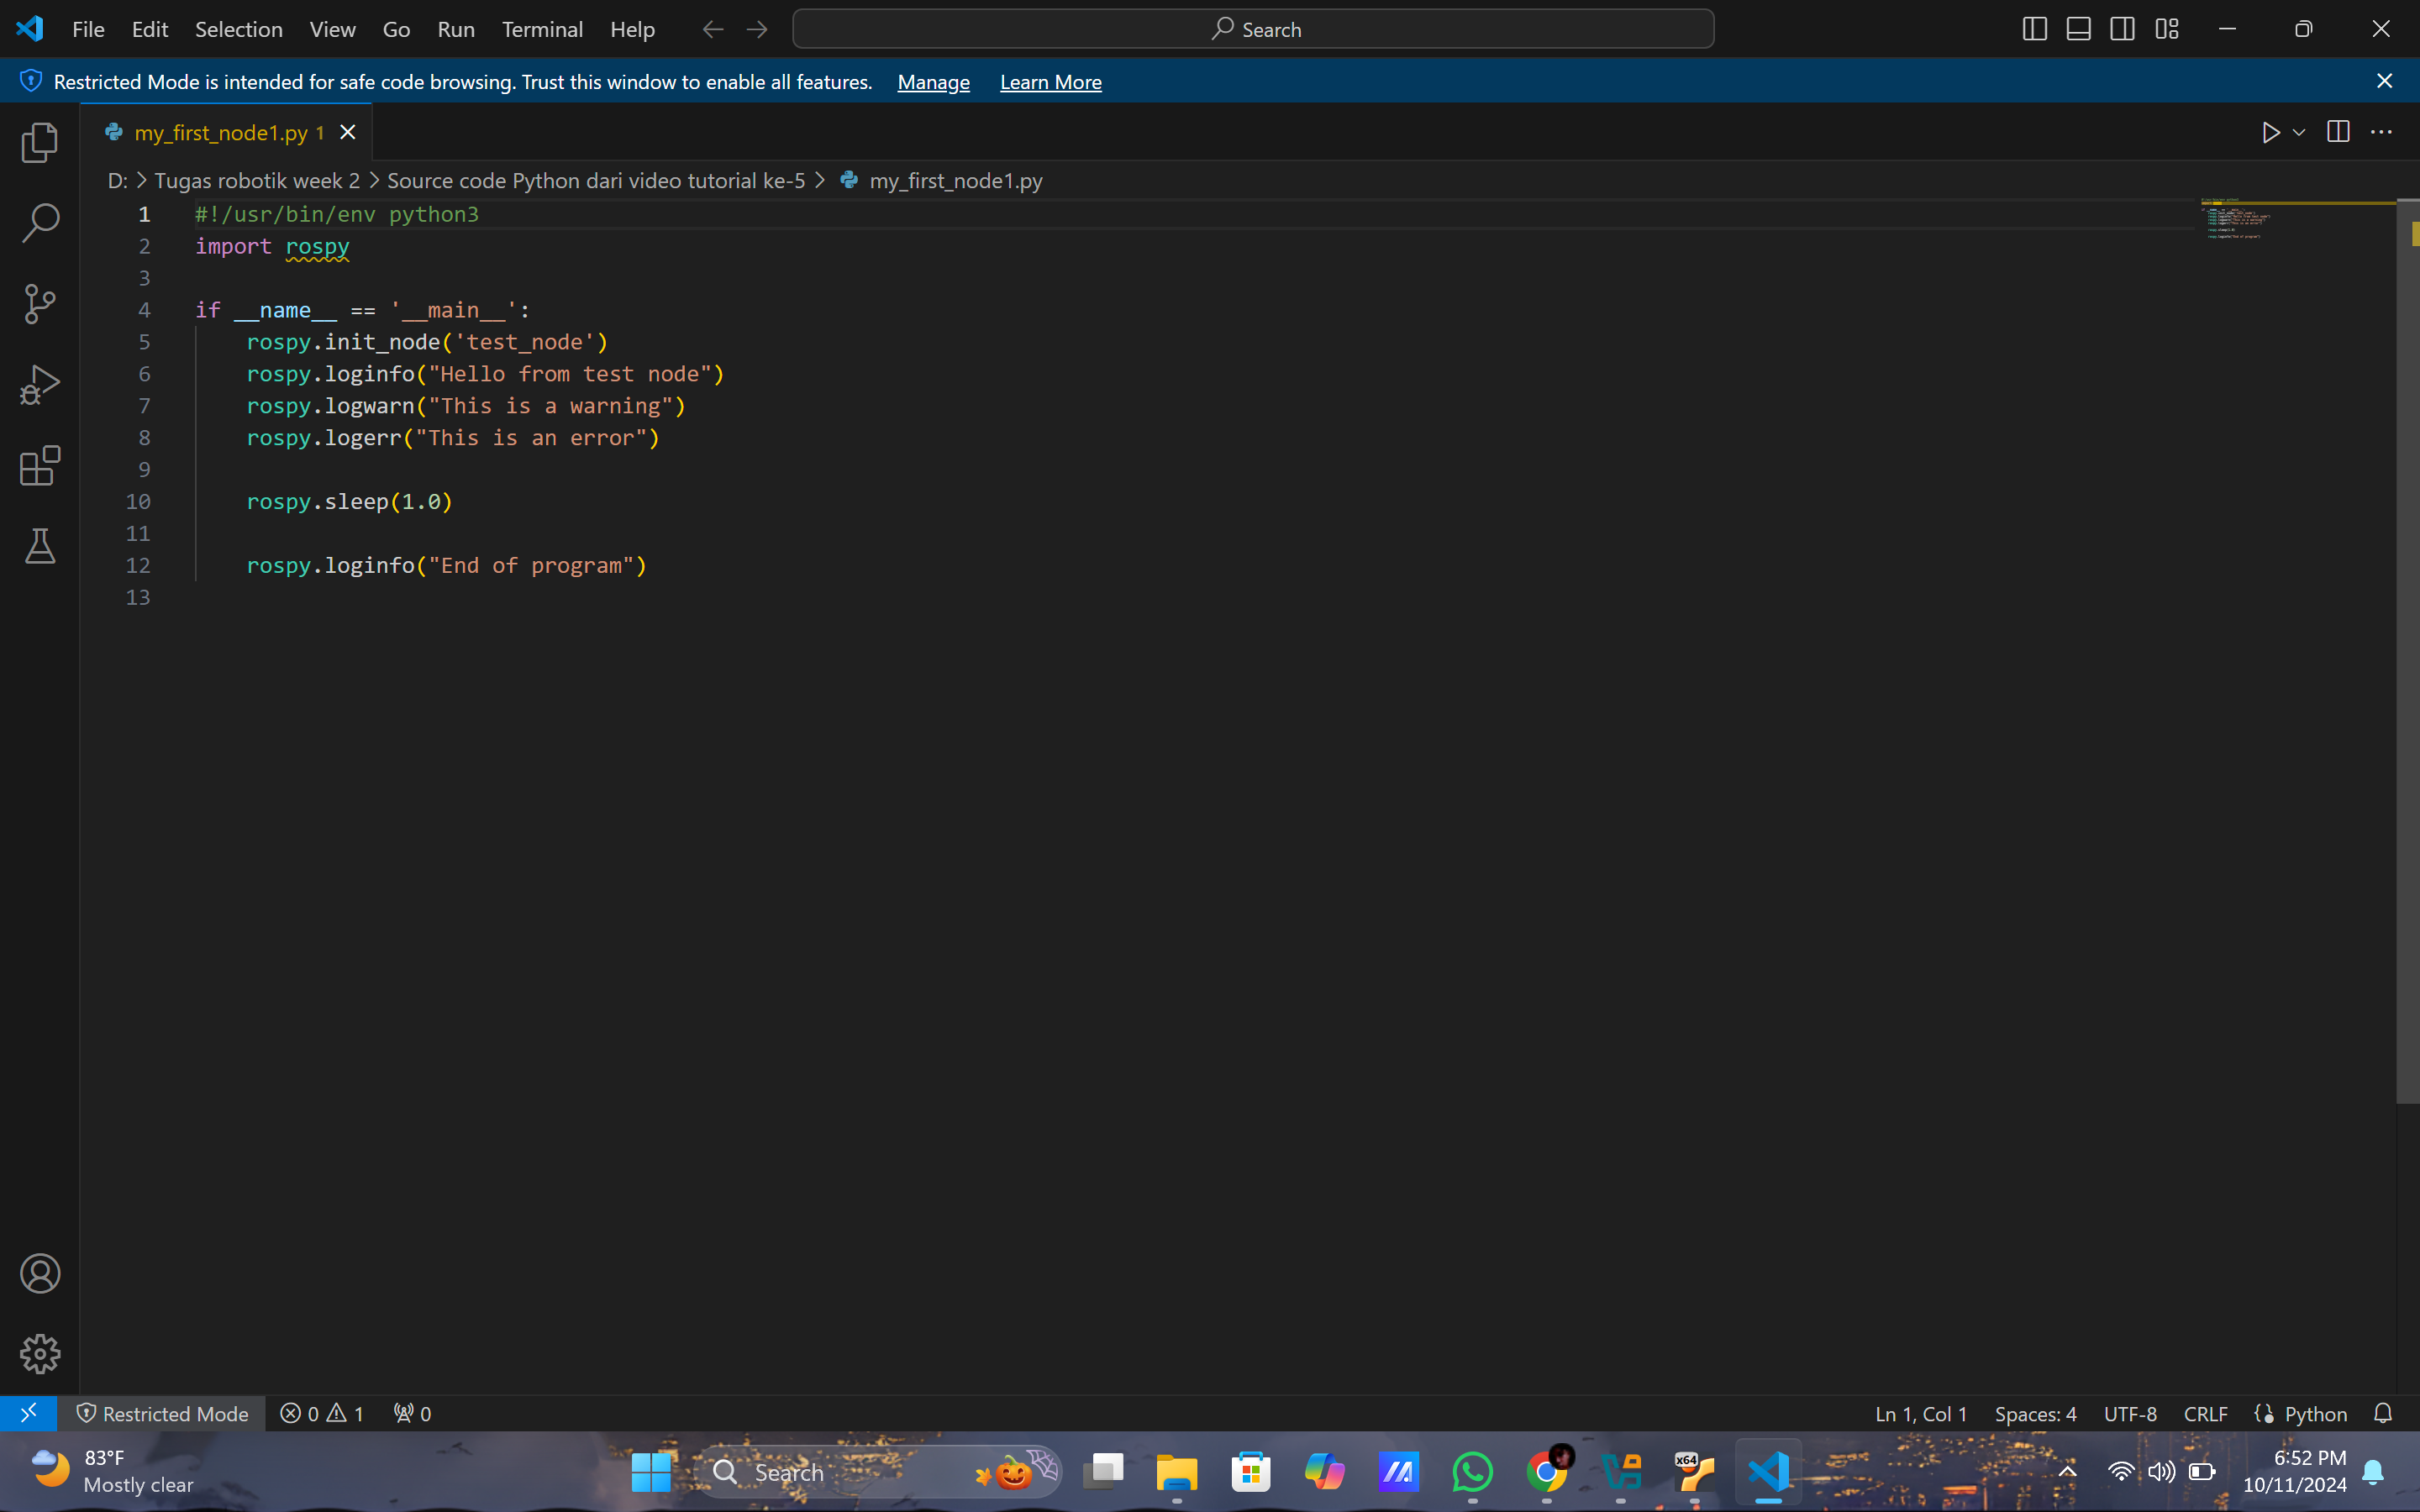 File Edit Selection View Go Run Terminal Help Search
Restricted Mode is intended for safe code browsing. Trust this window to enable all features. Manage Learn More
my_first_node1.py 1
D: > Tugas robotik week 2 > Source code Python dari video tutorial ke-5 > my_first_node1.py
1 #!/usr/bin/env python3
2 import rospy
3
4 if __name__ == '__main__':
5 rospy.init_node('test_node')
6 rospy.loginfo("Hello from test node")
7 rospy.logwarn("This is a warning")
8 rospy.logerr("This is an error")
9
10 rospy.sleep(1.0)
11
12 rospy.loginfo("End of program")
13
Restricted Mode 0 1 0 Ln 1, Col 1 Spaces: 4 UTF-8 CRLF Python
83°F
Mostly clear
Search
x64
6:52 PM
10/11/2024